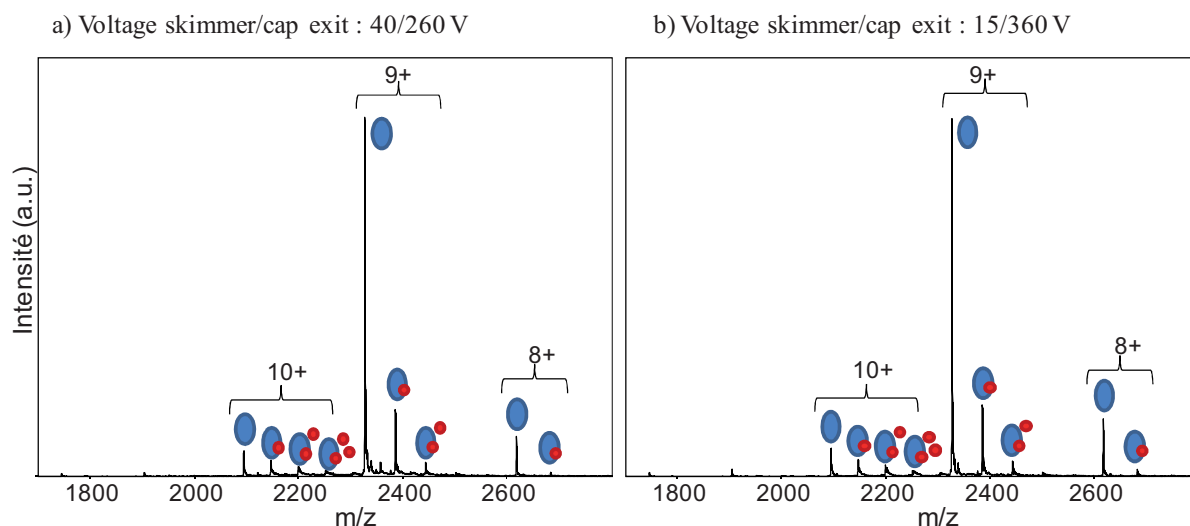 a) Voltage skimmer/cap exit : 40/260 V
b) Voltage skimmer/cap exit : 15/360 V
Intensité (a.u.)
9+
10+
8+
1800 2000 2200 2400 2600
m/z
9+
10+
8+
1800 2000 2200 2400 2600
m/z